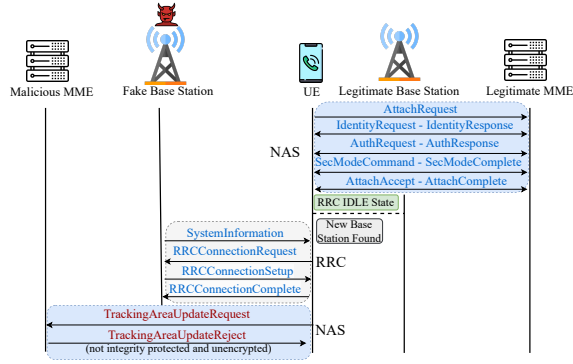 Malicious MME
Fake Base Station
UE
Legitimate Base Station
Legitimate MME
AttachRequest
IdentityRequest - IdentityResponse
NAS
AuthRequest - AuthResponse
SecModeCommand - SecModeComplete
AttachAccept - AttachComplete
RRC IDLE State
New Base
Station Found
SystemInformation
RRCConnectionRequest
RRC
RRCConnectionSetup
RRCConnectionComplete
TrackingAreaUpdateRequest
NAS
TrackingAreaUpdateReject
(not integrity protected and unencrypted)